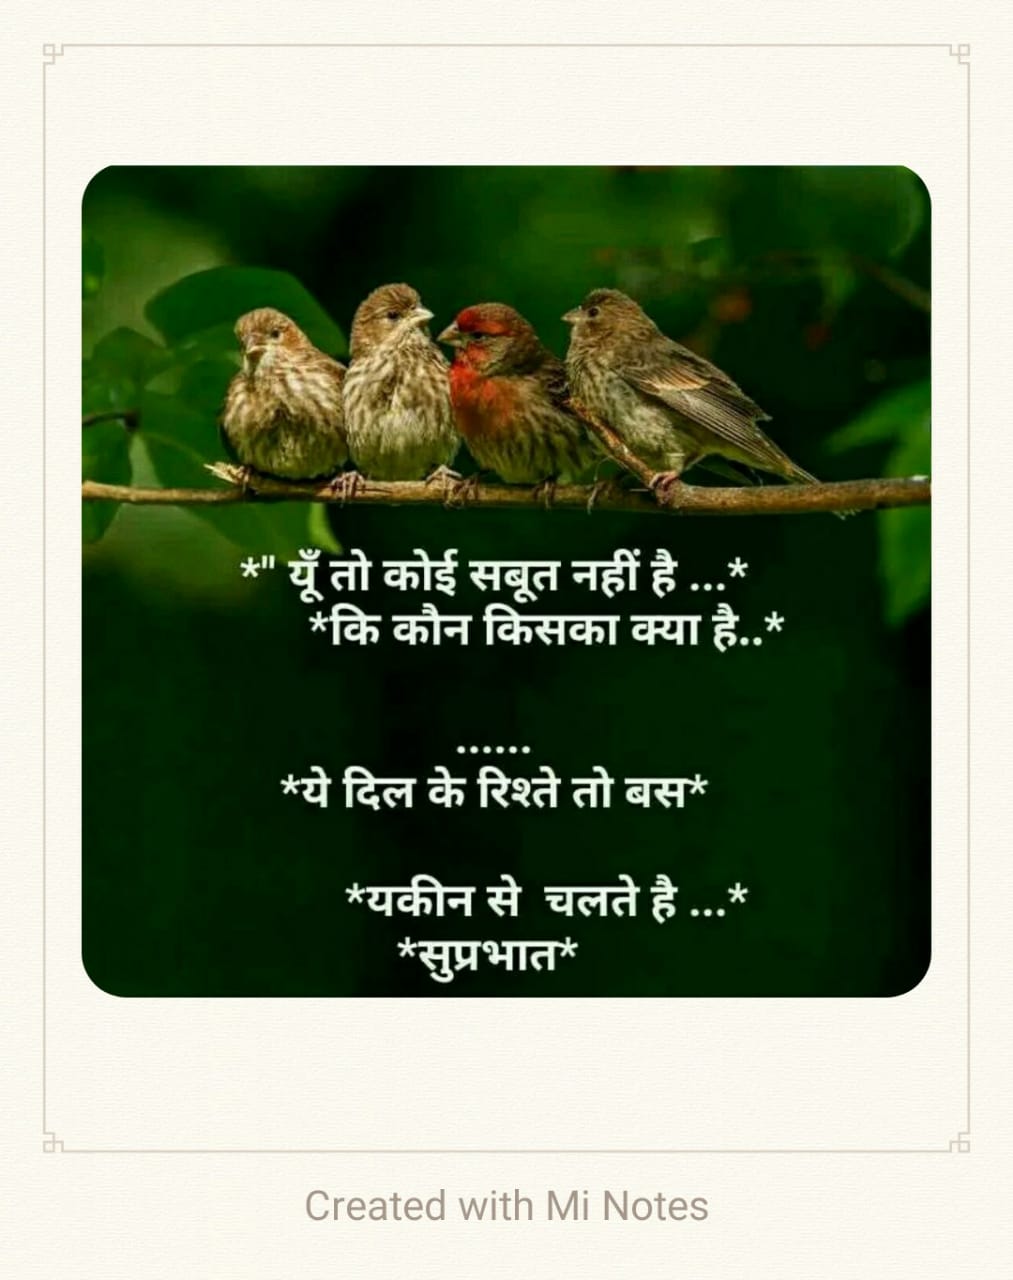 *" यूँ तो कोई सबूत नहीं है ...*
*कि कौन किसका क्या है..*
......
*ये दिल के रिश्ते तो बस*
*यकीन से चलते है ...*
*सुप्रभात*
Created with Mi Notes